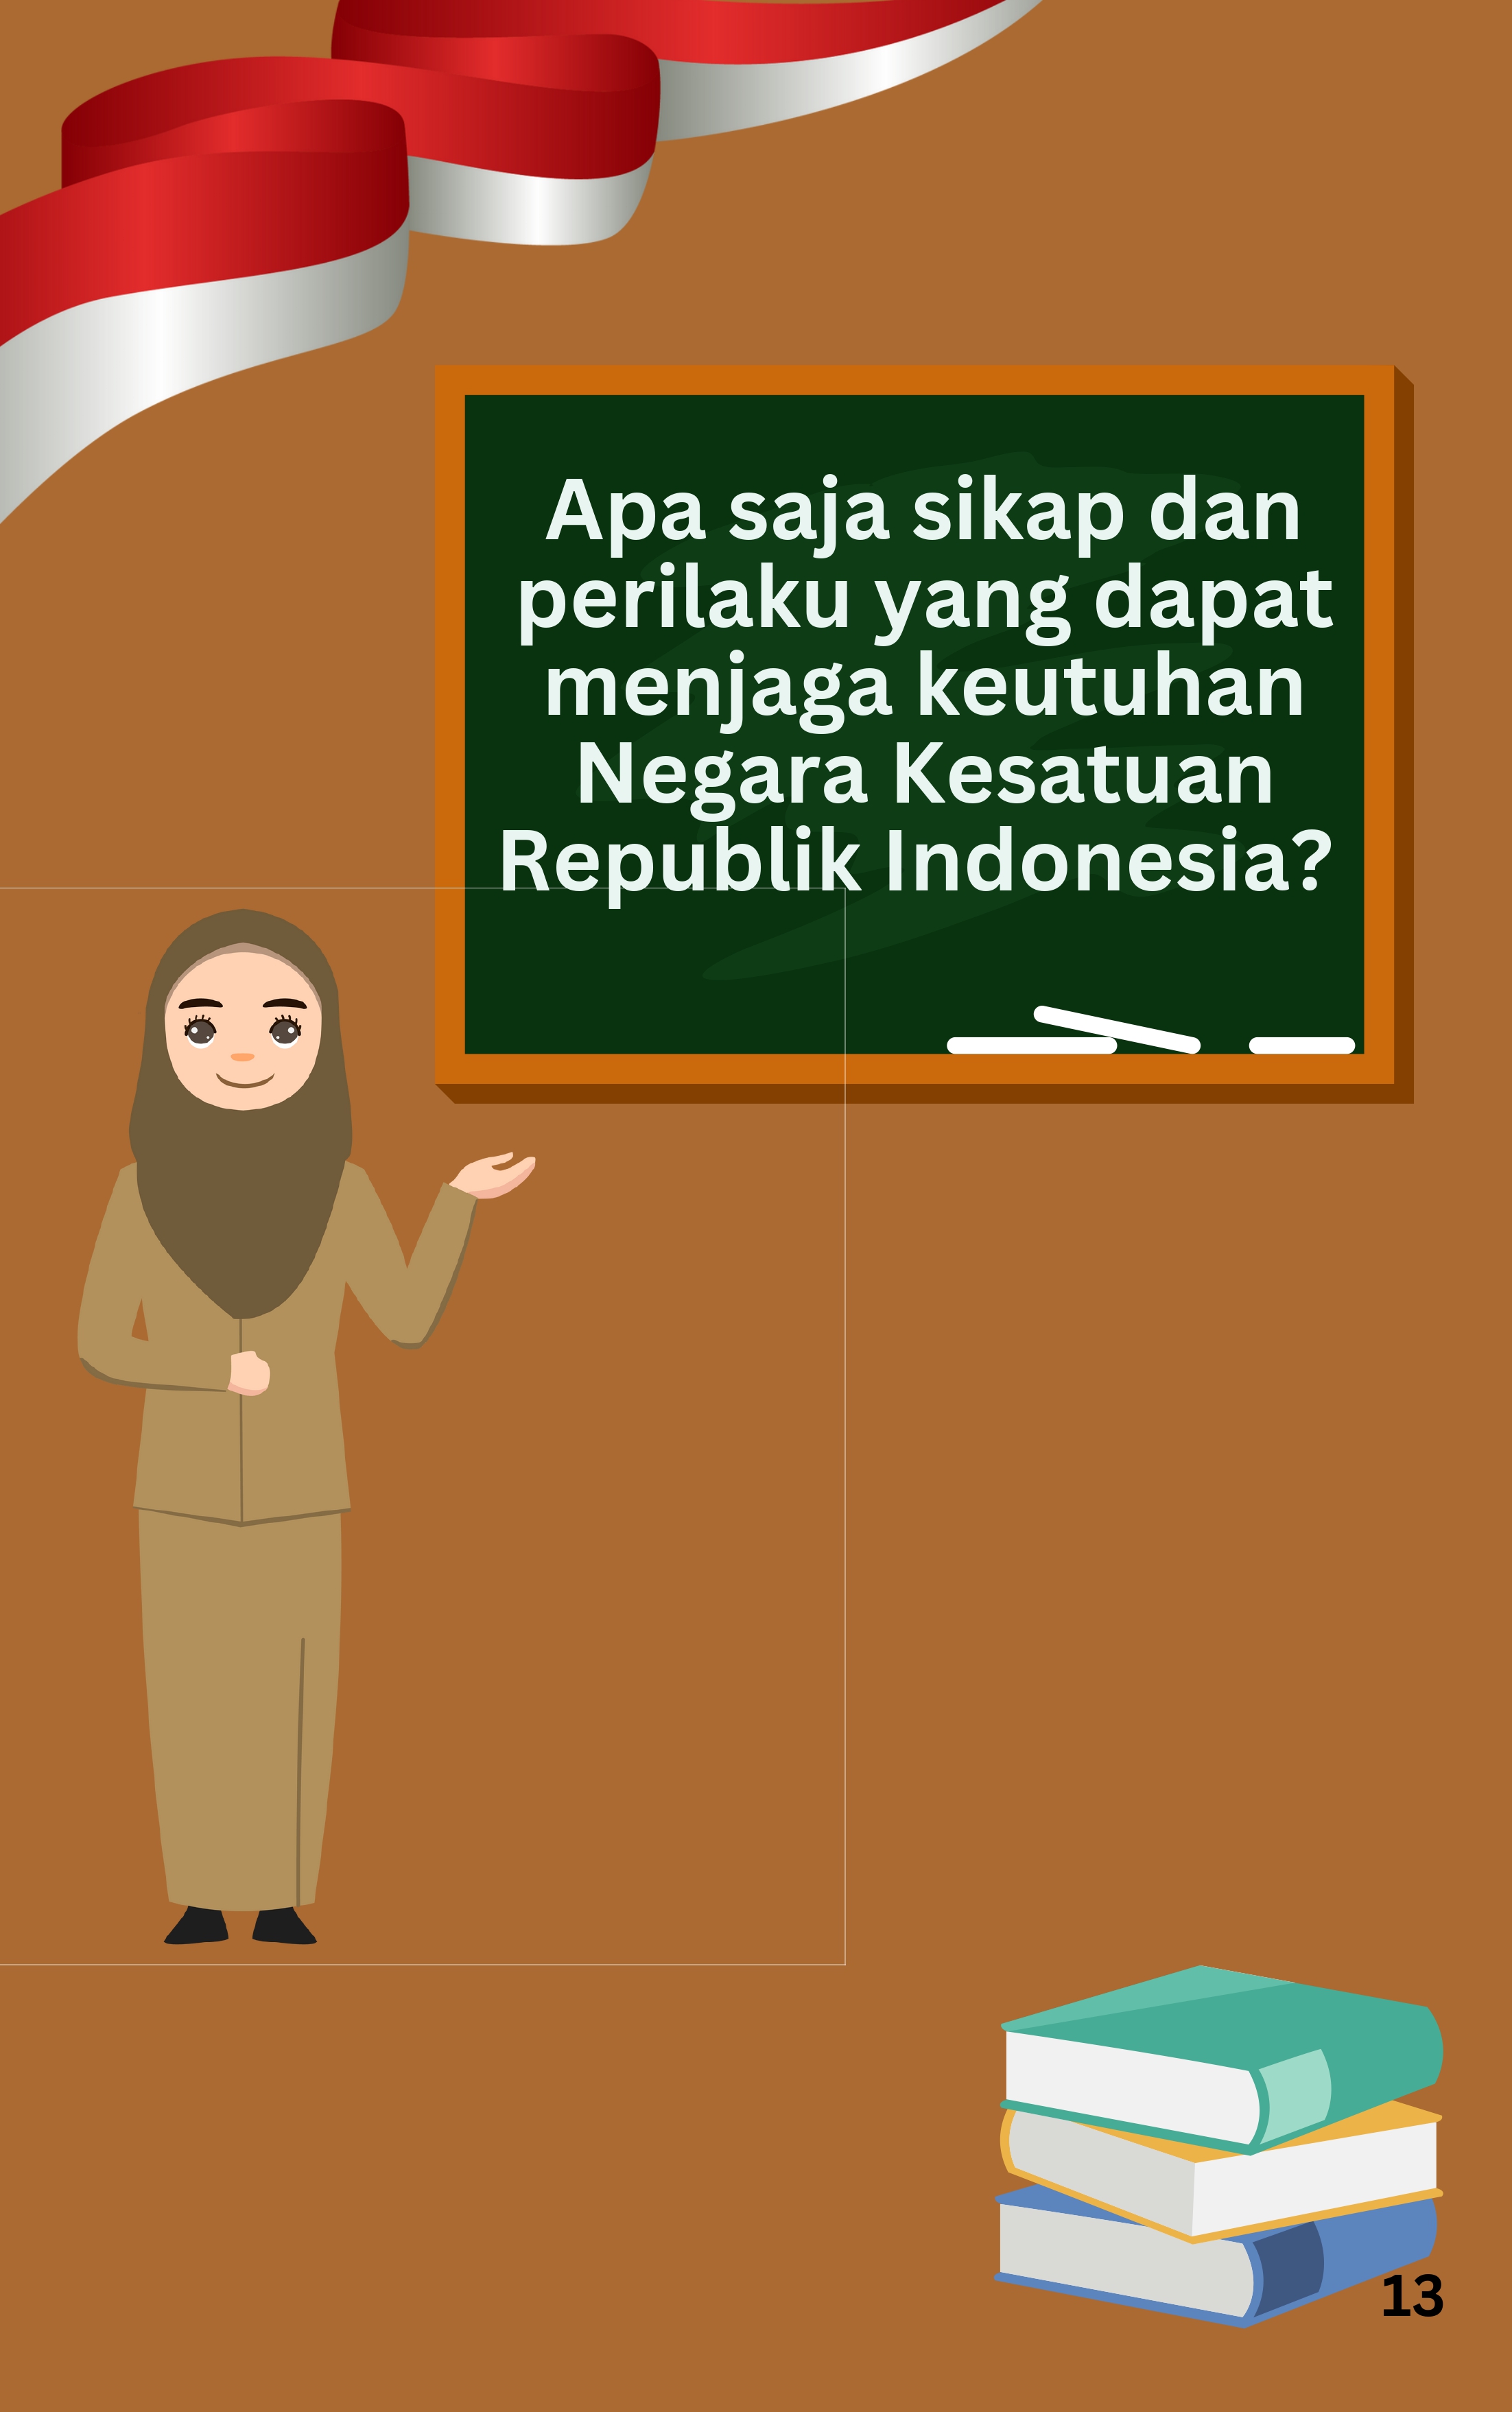 Apa saja sikap dan
perilaku yang dapat
menjaga keutuhan
Negara Kesatuan
Republik Indonesia?
13